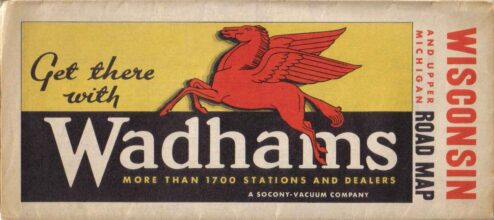 Get there
with
Wadhams
MORE THAN 1700 STATIONS AND DEALERS
A SOCONY-VACUUM COMPANY
WISCONSIN
AND UPPER
MICHIGAN
ROAD MAP